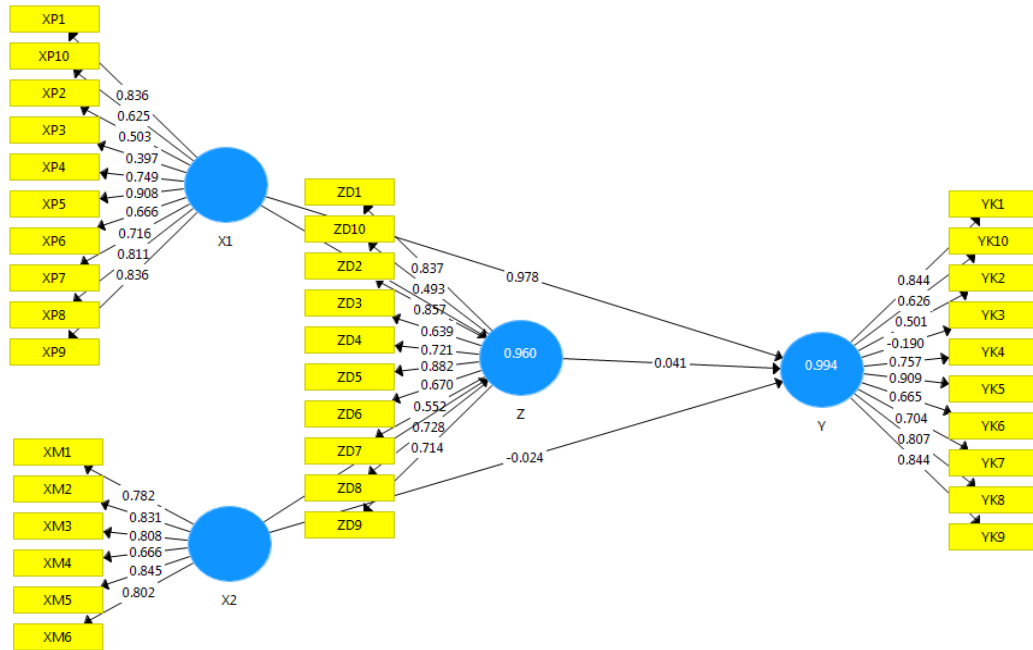 XP1
XP10
XP2
XP3
XP4
XP5
XP6
XP7
XP8
XP9
0.836
0.625
0.503
0.397
0.749
0.908
0.666
0.716
0.811
0.836
X1
XM1
XM2
XM3
XM4
XM5
XM6
0.782
0.831
0.808
0.666
0.845
0.802
X2
ZD1
ZD10
ZD2
ZD3
ZD4
ZD5
ZD6
ZD7
ZD8
ZD9
0.837
0.493
0.857
0.639
0.721
0.882
0.670
0.552
0.728
0.714
0.960
Z
0.978
0.041
-0.024
0.994
Y
0.844
0.626
0.501
-0.190
0.757
0.909
0.665
0.704
0.807
0.844
YK1
YK10
YK2
YK3
YK4
YK5
YK6
YK7
YK8
YK9